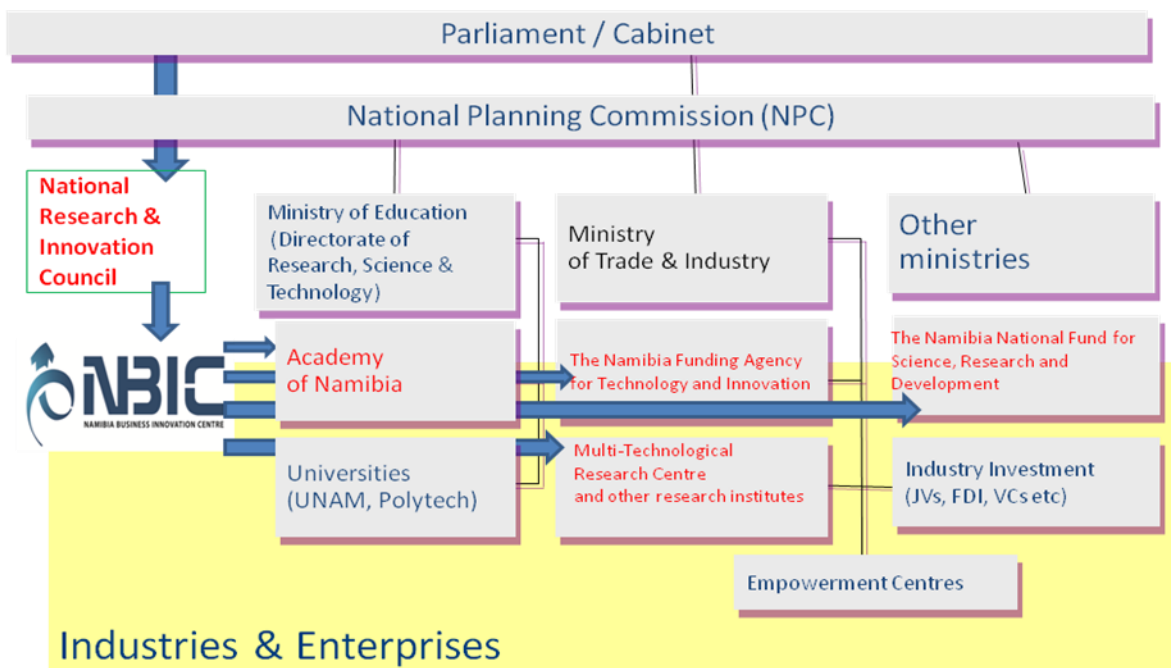 Parliament / Cabinet
National Planning Commission (NPC)
National
Research &
Innovation
Council
Ministry of Education
(Directorate of
Research, Science &
Technology)
Ministry
of Trade & Industry
Other
ministries
NBIC
NAMIBIA BUSINESS INNOVATION CENTRE
Academy
of Namibia
The Namibia Funding Agency
for Technology and Innovation
The Namibia National Fund for
Science, Research and
Development
Universities
(UNAM, Polytech)
Multi-Technological
Research Centre
and other research institutes
Industry Investment
(JVs, FDI, VCs etc)
Empowerment Centres
Industries & Enterprises